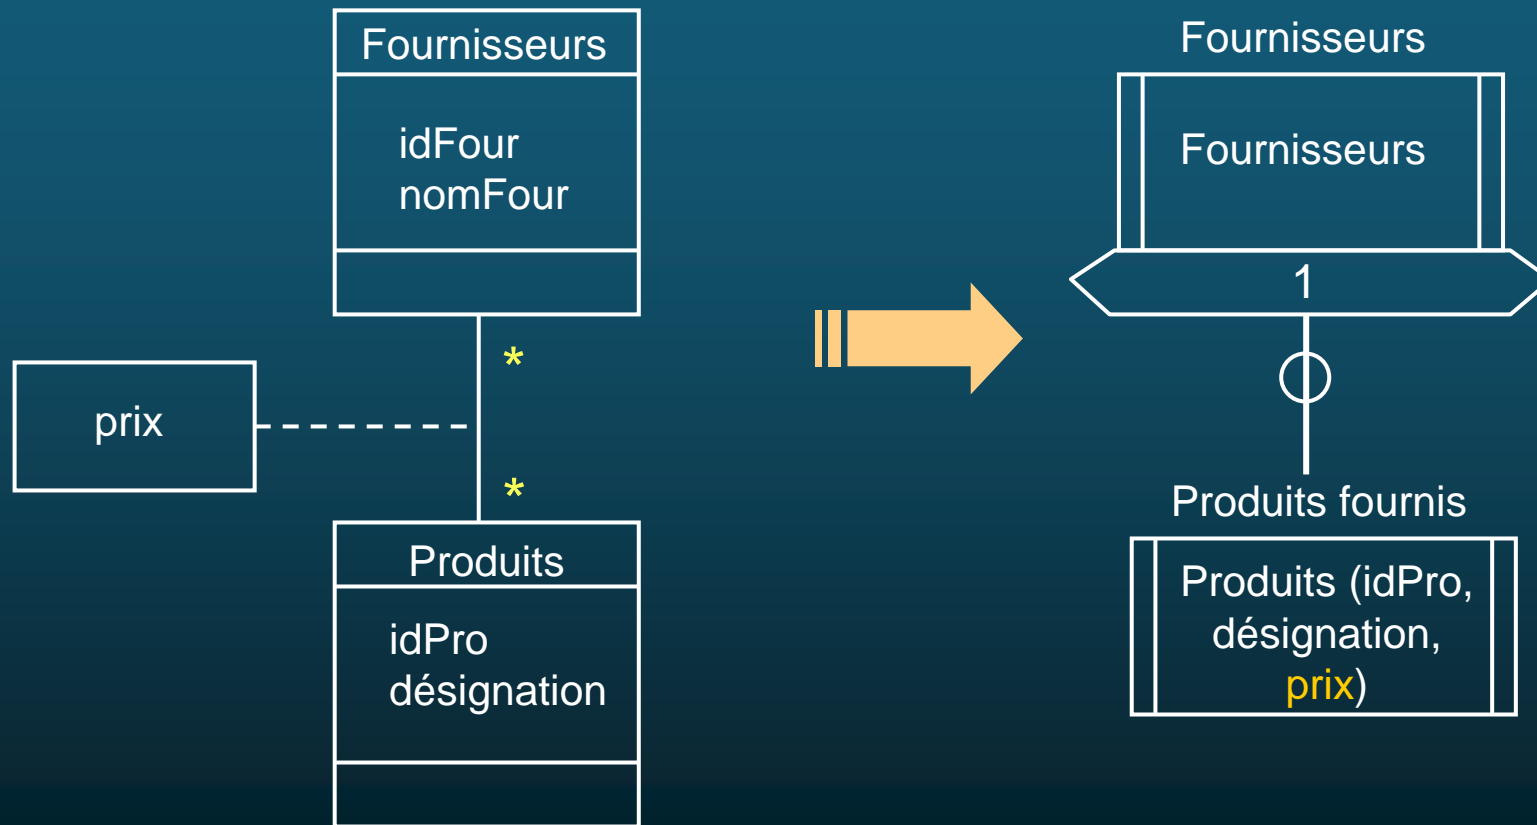 Fournisseurs
idFour
nomFour
*
prix
*
Produits
idPro
désignation
Fournisseurs
Fournisseurs
1
Produits fournis
Produits (idPro,
désignation,
prix)